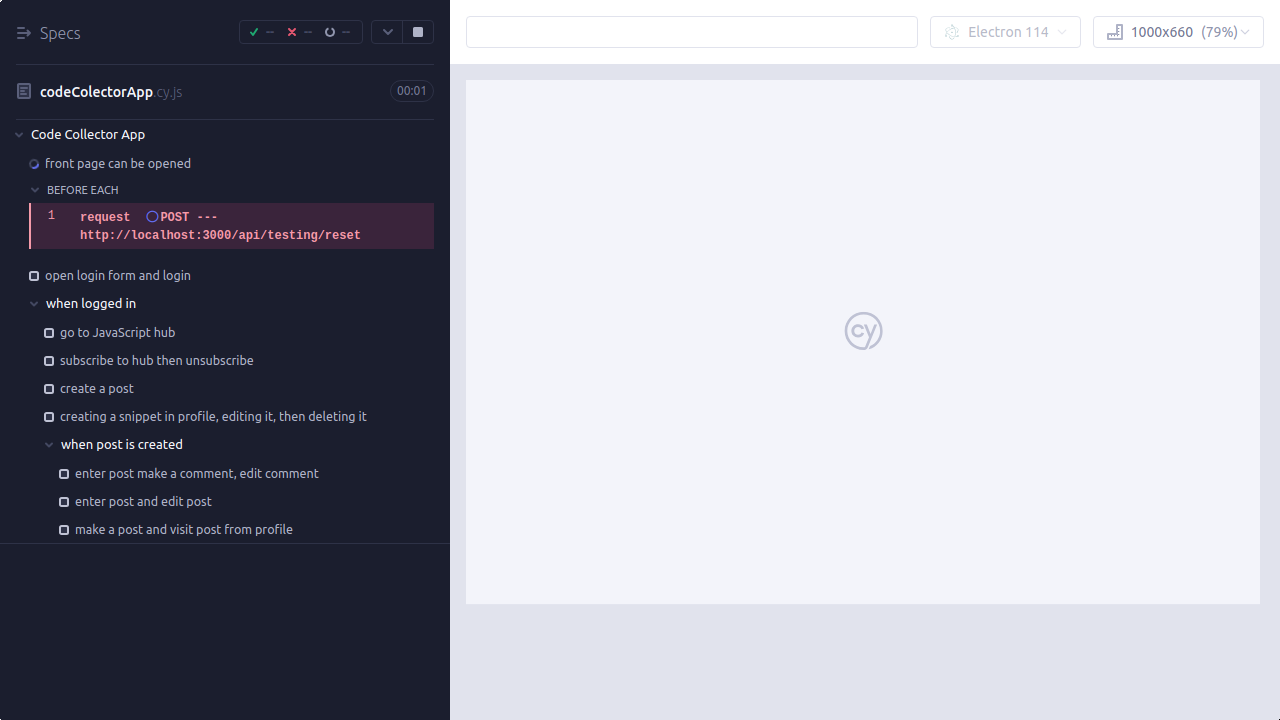 Specs
--
--
--
Electron 114
1000x660 (79%)
codeColectorApp.cy.js
00:01
Code Collector App
front page can be opened
BEFORE EACH
1 request POST ---
http://localhost:3000/api/testing/reset
open login form and login
when logged in
go to JavaScript hub
subscribe to hub then unsubscribe
create a post
creating a snippet in profile, editing it, then deleting it
when post is created
enter post make a comment, edit comment
enter post and edit post
make a post and visit post from profile
cy